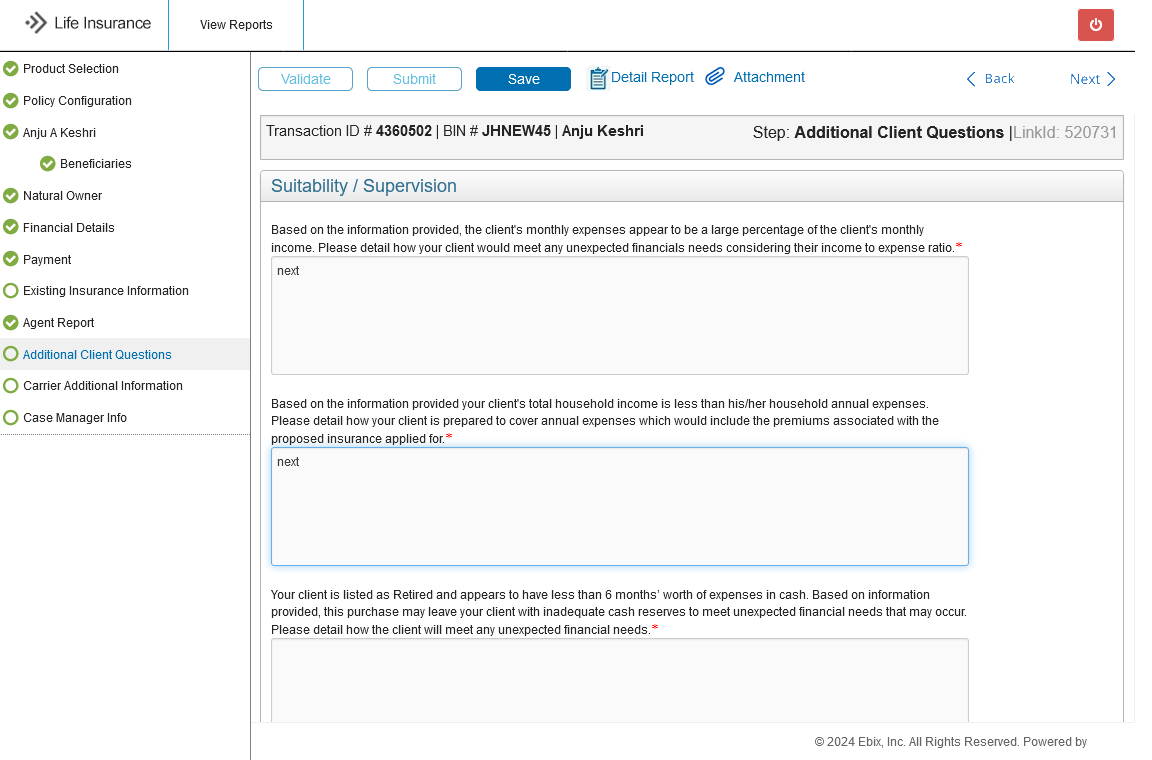 Life Insurance
View Reports
Product Selection
Policy Configuration
Anju A Keshri
Beneficiaries
Natural Owner
Financial Details
Payment
Existing Insurance Information
Agent Report
Additional Client Questions
Carrier Additional Information
Case Manager Info
Validate Submit Save Detail Report Attachment Back Next
Transaction ID # 4360502 | BIN # JHNEW45 | Anju Keshri Step: Additional Client Questions |LinkId: 520731
Suitability / Supervision
Based on the information provided, the client's monthly expenses appear to be a large percentage of the client's monthly
income. Please detail how your client would meet any unexpected financials needs considering their income to expense ratio.*
next
Based on the information provided your client's total household income is less than his/her household annual expenses.
Please detail how your client is prepared to cover annual expenses which would include the premiums associated with the
proposed insurance applied for.*
next
Your client is listed as Retired and appears to have less than 6 months' worth of expenses in cash. Based on information
provided, this purchase may leave your client with inadequate cash reserves to meet unexpected financial needs that may occur.
Please detail how the client will meet any unexpected financial needs.*
© 2024 Ebix, Inc. All Rights Reserved. Powered by